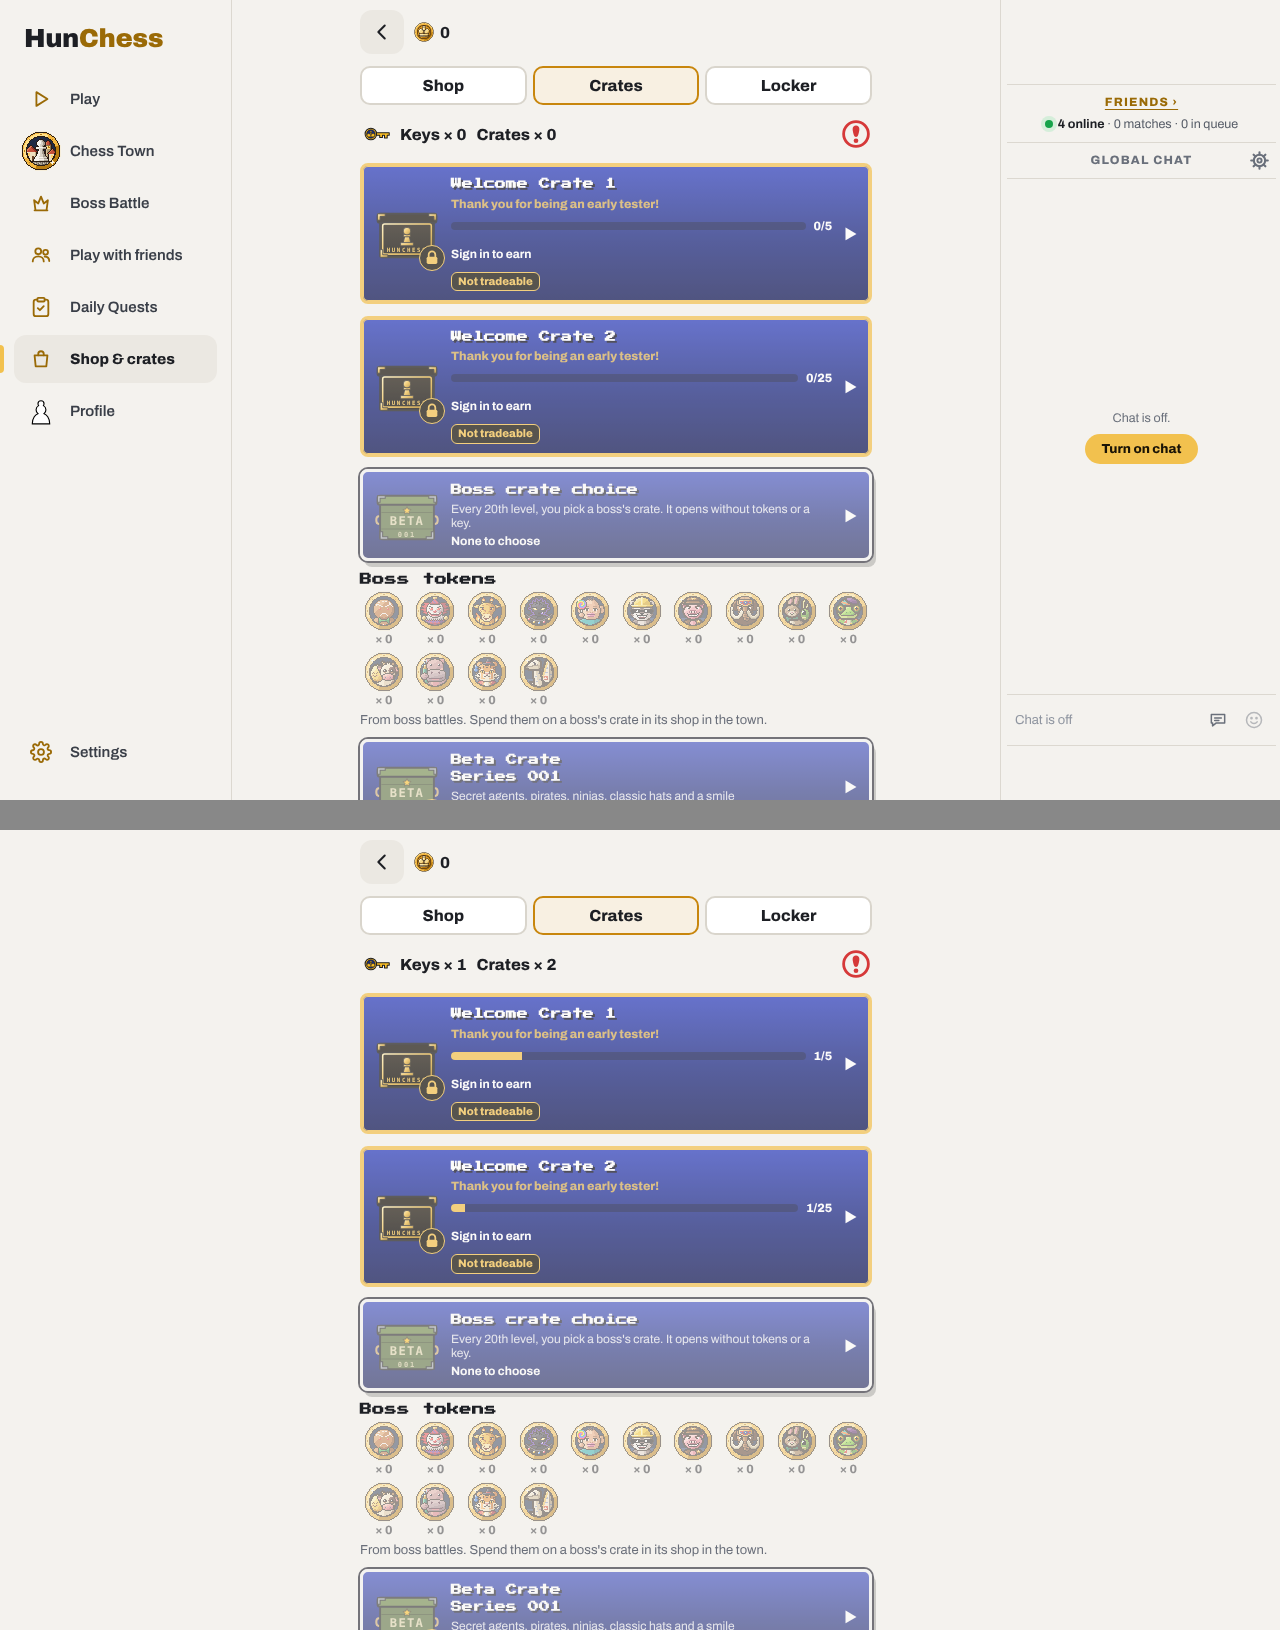 HunChess
Play
Chess Town
Boss Battle
Play with friends
Daily Quests
Shop & crates
Profile
Settings
0
Shop
Crates
Locker
Keys × 0 Crates × 0
Welcome Crate 1
Thank you for being an early tester!
0/5
HUNCHES
Sign in to earn
Not tradeable
Welcome Crate 2
Thank you for being an early tester!
0/25
HUNCHES
Sign in to earn
Not tradeable
Boss crate choice
Every 20th level, you pick a boss's crate. It opens without tokens or a
key.
None to choose
BETA
001
Boss tokens
× 0 × 0 × 0 × 0 × 0 × 0 × 0 × 0 × 0 × 0
× 0 × 0 × 0 × 0
From boss battles. Spend them on a boss's crate in its shop in the town.
Beta Crate
Series 001
Secret agents, pirates, ninjas, classic hats and a smile
BETA
FRIENDS ›
4 online · 0 matches · 0 in queue
GLOBAL CHAT
Chat is off.
Turn on chat
Chat is off
0
Shop
Crates
Locker
Keys × 1 Crates × 2
Welcome Crate 1
Thank you for being an early tester!
1/5
HUNCHES
Sign in to earn
Not tradeable
Welcome Crate 2
Thank you for being an early tester!
1/25
HUNCHES
Sign in to earn
Not tradeable
Boss crate choice
Every 20th level, you pick a boss's crate. It opens without tokens or a
key.
None to choose
BETA
001
Boss tokens
× 0 × 0 × 0 × 0 × 0 × 0 × 0 × 0 × 0 × 0
× 0 × 0 × 0 × 0
From boss battles. Spend them on a boss's crate in its shop in the town.
Beta Crate
Series 001
Secret agents, pirates, ninjas, classic hats and a smile
BETA